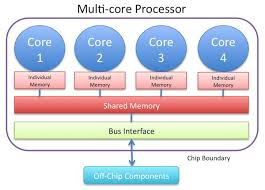 Multi-core Processor
Core 1
Core 2
Core 3
Core 4
Individual Memory
Individual Memory
Individual Memory
Individual Memory
Shared Memory
Bus Interface
Chip Boundary
Off-Chip Components